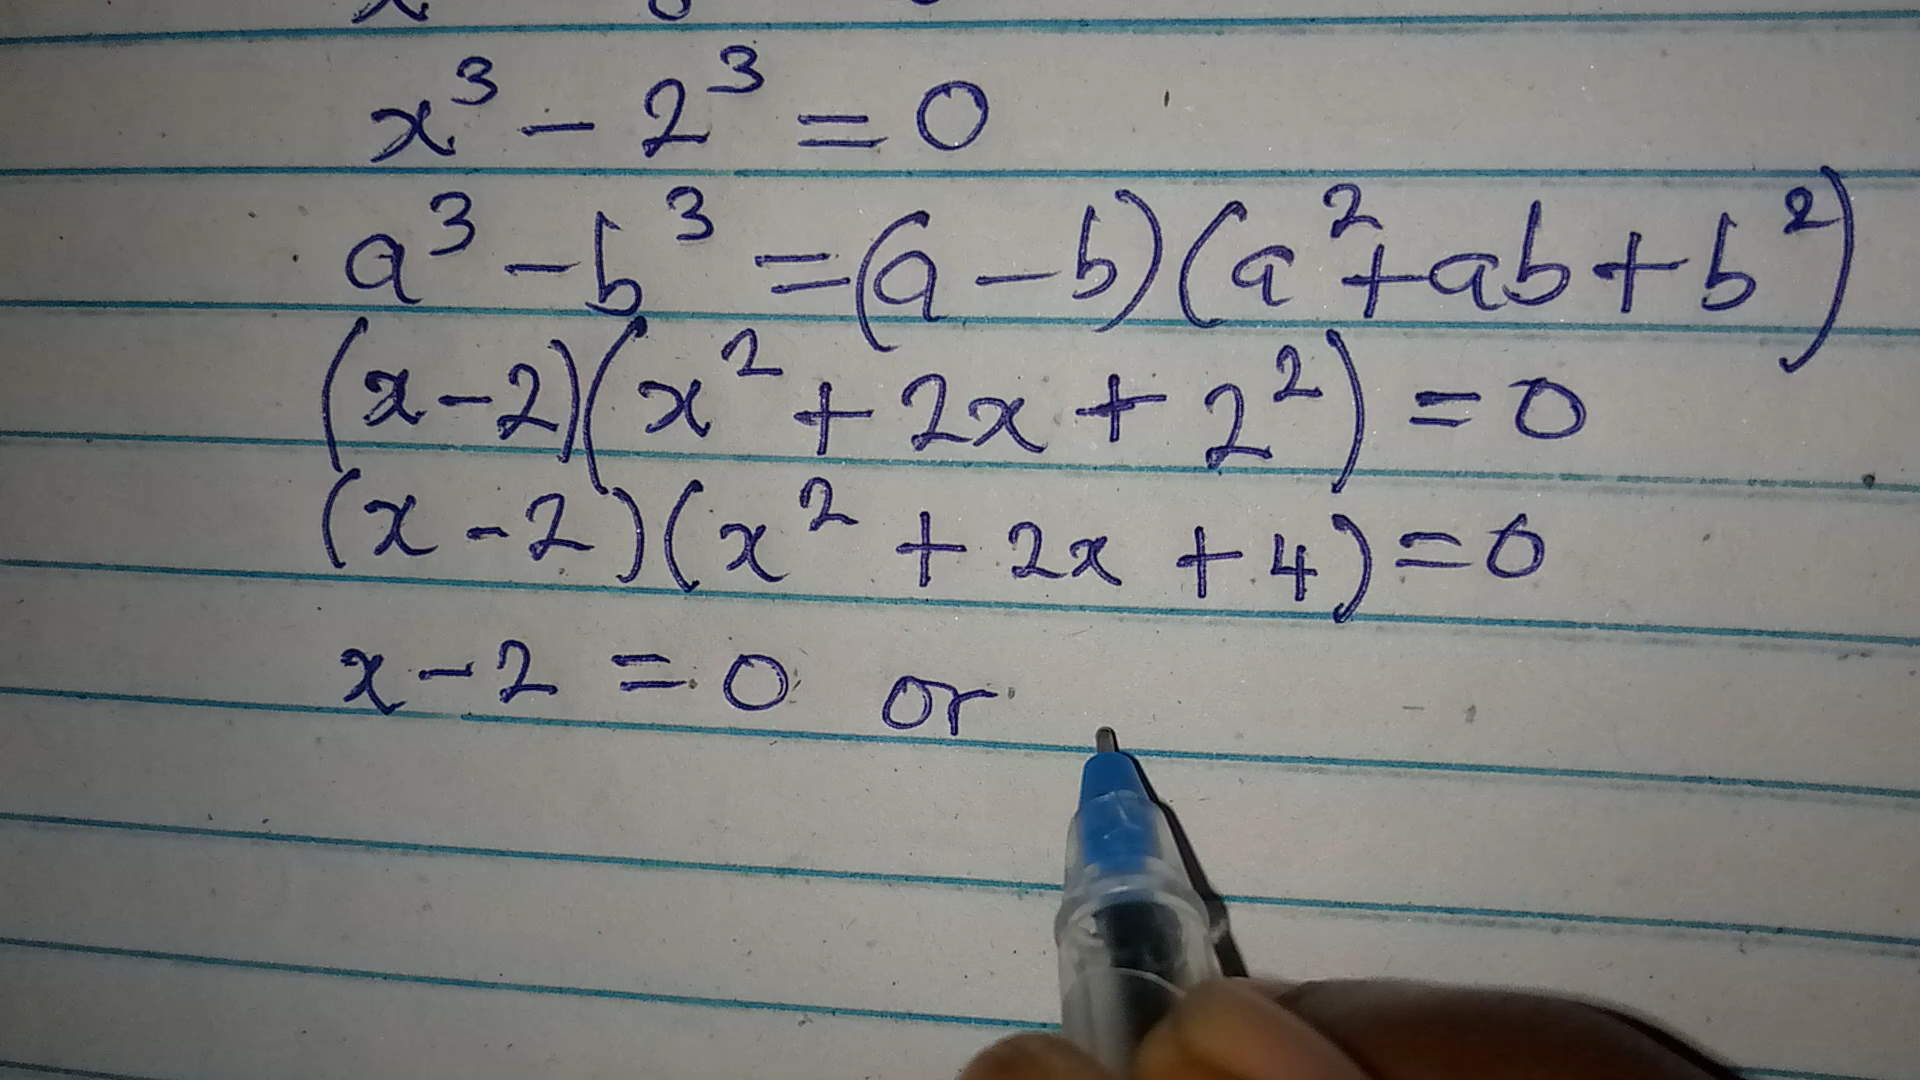 x³ - 2³ = 0
a³ - b³ = (a - b)(a² + ab + b²)
(x - 2)(x² + 2x + 2²) = 0
(x - 2)(x² + 2x + 4) = 0
x - 2 = 0 or